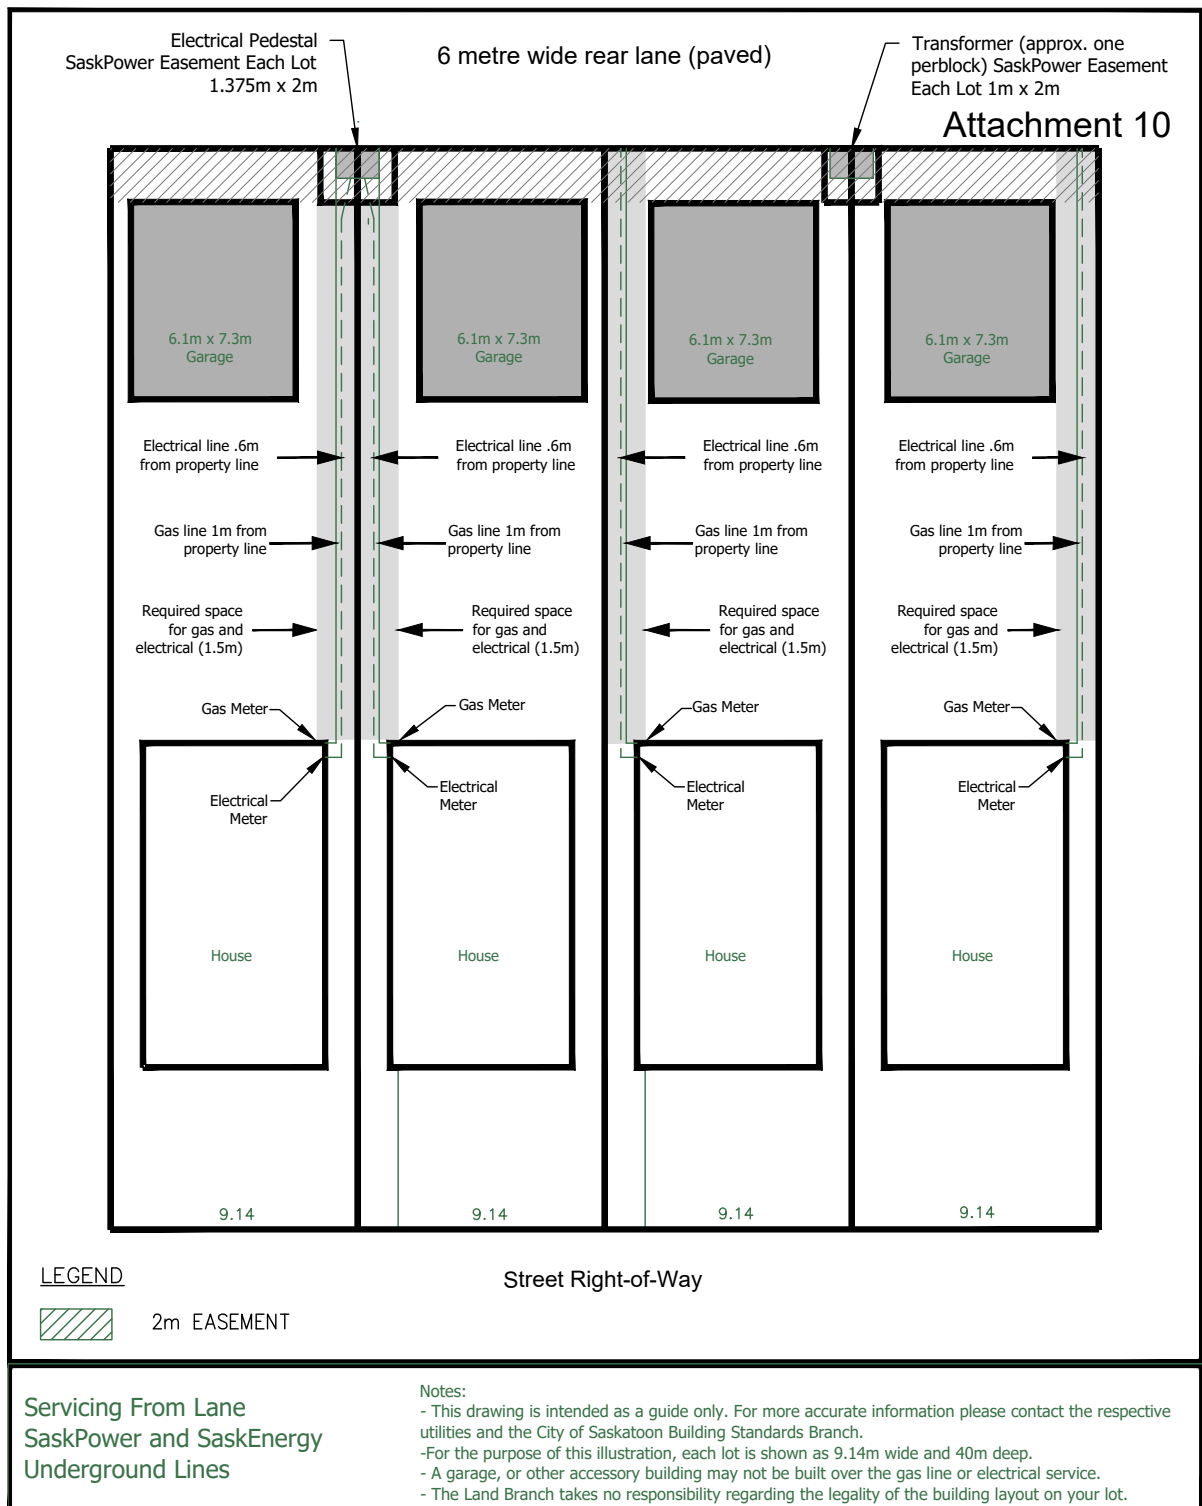 Electrical Pedestal
SaskPower Easement Each Lot
1.375m x 2m
6 metre wide rear lane (paved)
Transformer (approx. one
perblock) SaskPower Easement
Each Lot 1m x 2m
Attachment 10
6.1m x 7.3m
Garage
6.1m x 7.3m
Garage
6.1m x 7.3m
Garage
6.1m x 7.3m
Garage
Electrical line .6m
from property line
Electrical line .6m
from property line
Electrical line .6m
from property line
Electrical line .6m
from property line
Gas line 1m from
property line
Gas line 1m from
property line
Gas line 1m from
property line
Gas line 1m from
property line
Required space
for gas and
electrical (1.5m)
Required space
for gas and
electrical (1.5m)
Required space
for gas and
electrical (1.5m)
Required space
for gas and
electrical (1.5m)
Gas Meter
Gas Meter
Gas Meter
Gas Meter
Electrical
Meter
Electrical
Meter
Electrical
Meter
Electrical
Meter
House
House
House
House
9.14
9.14
9.14
9.14
LEGEND
Street Right-of-Way
2m EASEMENT
Servicing From Lane
SaskPower and SaskEnergy
Underground Lines
Notes:
- This drawing is intended as a guide only. For more accurate information please contact the respective
utilities and the City of Saskatoon Building Standards Branch.
-For the purpose of this illustration, each lot is shown as 9.14m wide and 40m deep.
- A garage, or other accessory building may not be built over the gas line or electrical service.
- The Land Branch takes no responsibility regarding the legality of the building layout on your lot.